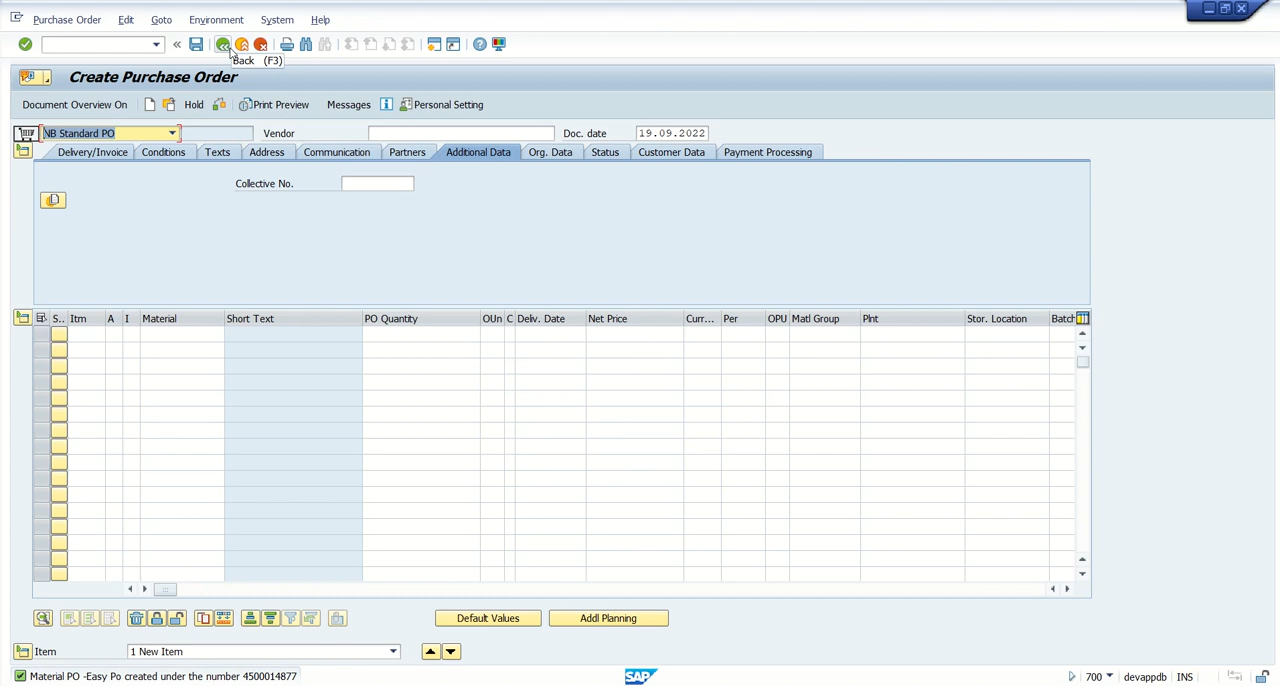 Purchase Order Edit Goto Environment System Help
Back (F3)
Create Purchase Order
Document Overview On Hold Print Preview Messages Personal Setting
NB Standard PO Vendor Doc. date 19.09.2022
Delivery/Invoice Conditions Texts Address Communication Partners Additional Data Org. Data Status Customer Data Payment Processing
Collective No.
S.. Itm A I Material Short Text PO Quantity OUn C Deliv. Date Net Price Curr... Per OPU Matl Group Plnt Stor. Location Batch
Default Values Addl Planning
Item 1 New Item
Material PO -Easy Po created under the number 4500014877 SAP 700 devappdb INS